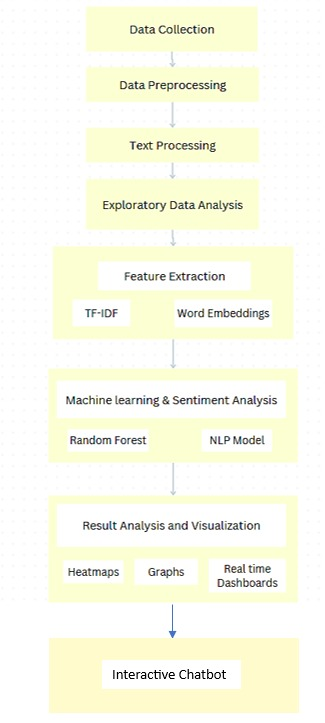 Data Collection
Data Preprocessing
Text Processing
Exploratory Data Analysis
Feature Extraction
TF-IDF
Word Embeddings
Machine learning & Sentiment Analysis
Random Forest
NLP Model
Result Analysis and Visualization
Heatmaps
Graphs
Real time
Dashboards
Interactive Chatbot